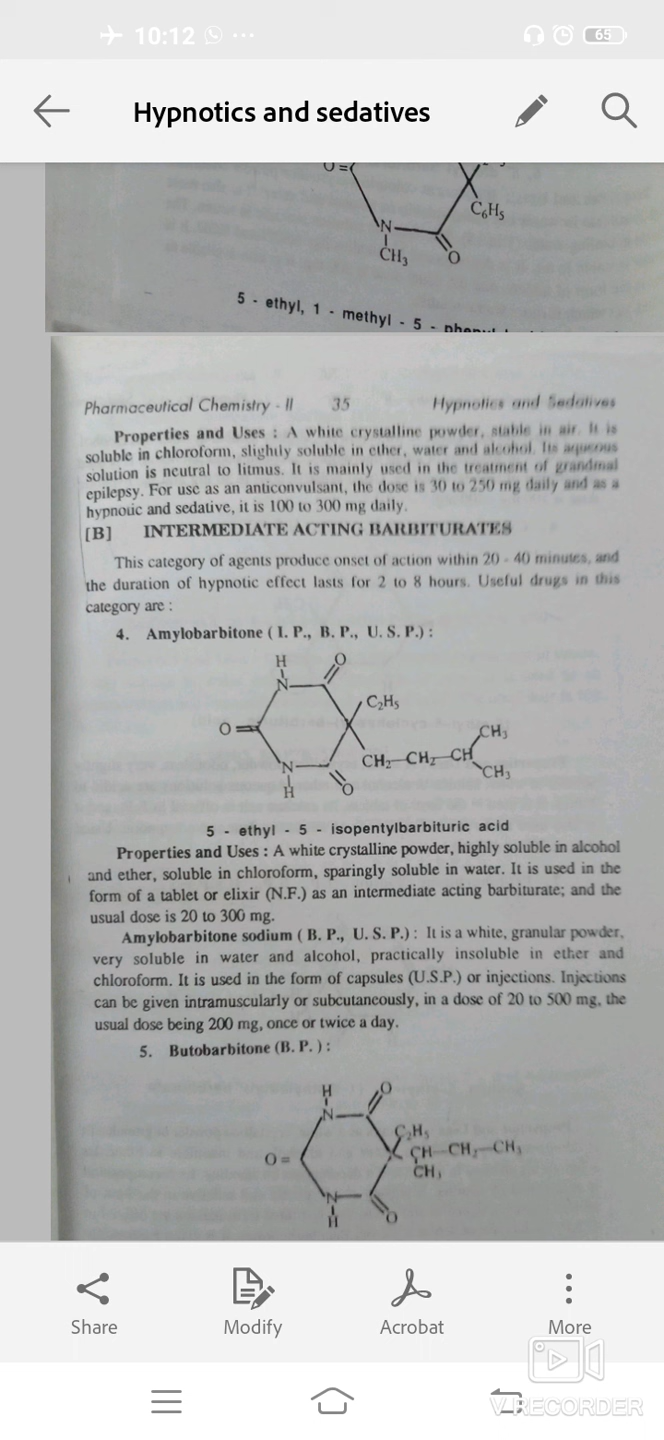 10:12
65
Hypnotics and sedatives
O=
C6H5
N
CH3
O
5 - ethyl, 1 - methyl - 5 -
Pharmaceutical Chemistry - II 35 Hypnotics and Sedatives
Properties and Uses : A white crystalline powder, stable in air. It is
soluble in chloroform, slightly soluble in ether, water and alcohol. Its aqueous
solution is neutral to litmus. It is mainly used in the treatment of grandmal
epilepsy. For use as an anticonvulsant, the dose is 30 to 250 mg daily and as a
hypnotic and sedative, it is 100 to 300 mg daily.
[B] INTERMEDIATE ACTING BARBITURATES
This category of agents produce onset of action within 20 - 40 minutes, and
the duration of hypnotic effect lasts for 2 to 8 hours. Useful drugs in this
category are :
4. Amylobarbitone ( I. P., B. P., U. S. P.) :
H
O
N
C2H5
O
CH3
CH2 CH2 CH
N
CH3
H
O
5 - ethyl - 5 - isopentylbarbituric acid
Properties and Uses : A white crystalline powder, highly soluble in alcohol
and ether, soluble in chloroform, sparingly soluble in water. It is used in the
form of a tablet or elixir (N.F.) as an intermediate acting barbiturate; and the
usual dose is 20 to 300 mg.
Amylobarbitone sodium ( B. P., U. S. P.) : It is a white, granular powder,
very soluble in water and alcohol, practically insoluble in ether and
chloroform. It is used in the form of capsules (U.S.P.) or injections. Injections
can be given intramuscularly or subcutaneously, in a dose of 20 to 500 mg, the
usual dose being 200 mg, once or twice a day.
5. Butobarbitone (B. P. ) :
H
O
N
C2H5
O =
CH CH2 CH3
CH3
N
H
O
Share Modify Acrobat More
V RECORDER